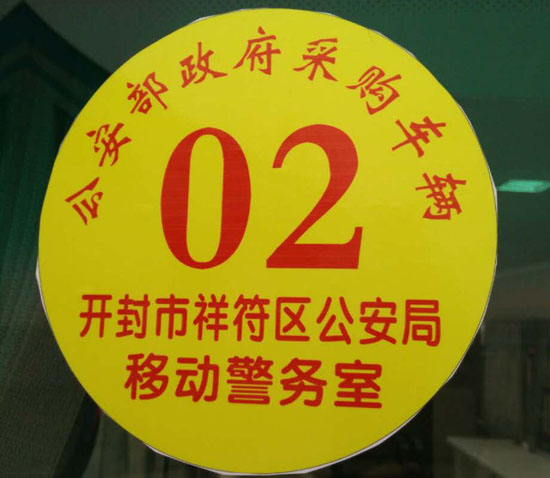 公安部政府采购车辆
02
开封市祥符区公安局
移动警务室